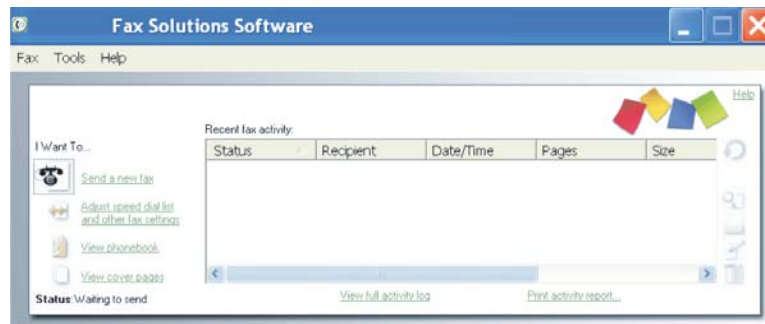 Fax Solutions Software
Fax Tools Help
Help
Recent fax activity:
I Want To...
Status Recipient Date/Time Pages Size
Send a new fax
Adjust speed dial list
and other fax settings
View phonebook
View cover pages
Status: Waiting to send
View full activity log
Print activity report...